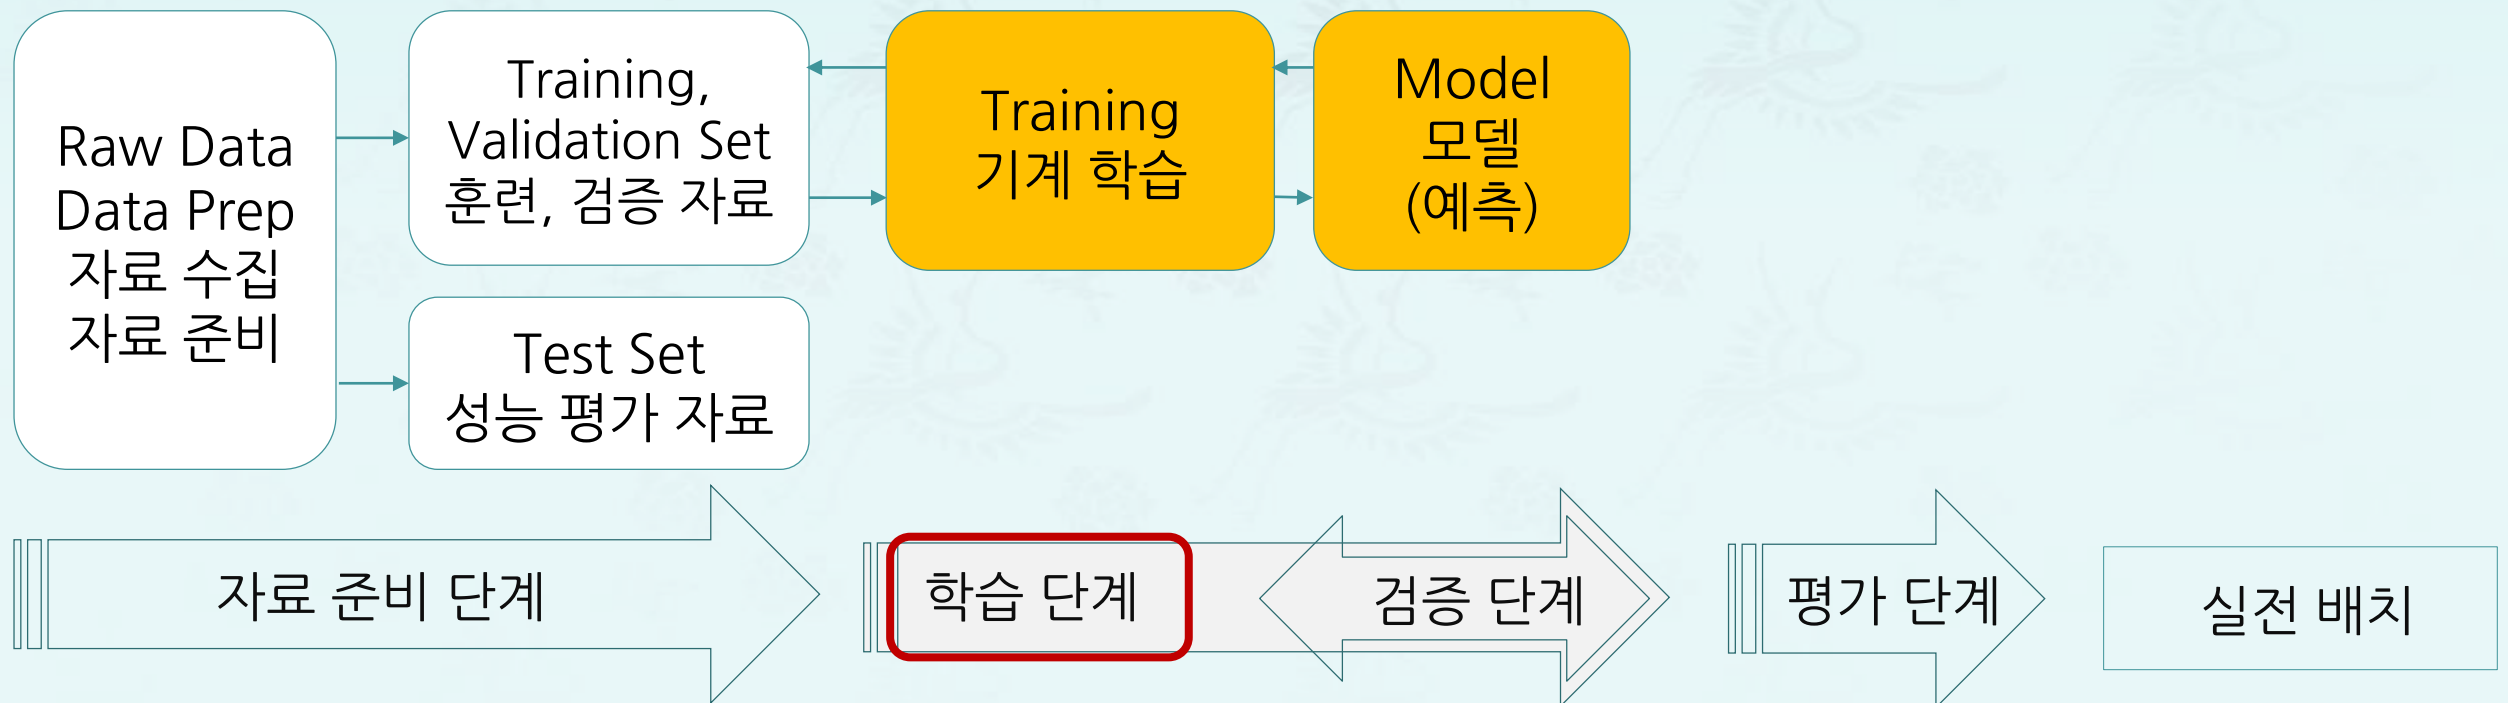 Raw Data
Data Prep
자료 수집
자료 준비
Training,
Validation Set
훈련, 검증 자료
Test Set
성능 평가 자료
Training
기계 학습
Model
모델
(예측)
자료 준비 단계
학습 단계
검증 단계
평가 단계
실전 배치